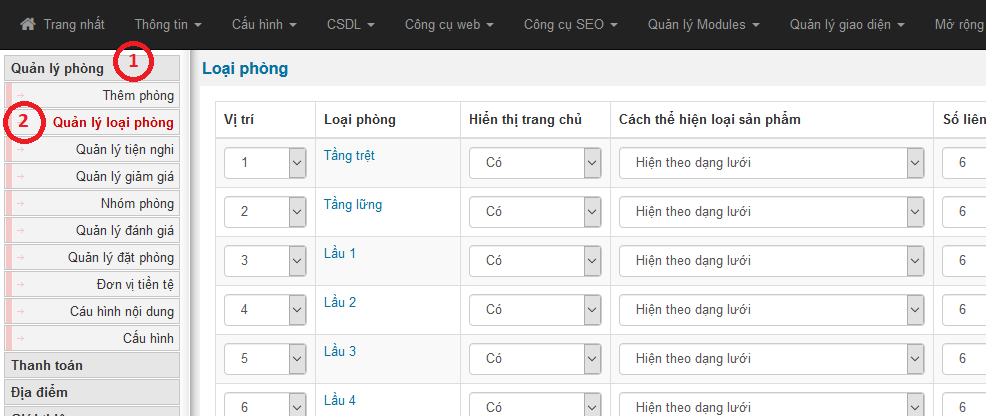 Trang nhất Thông tin Cấu hình CSDL Công cụ web Công cụ SEO Quản lý Modules Quản lý giao diện Mở rộng
Quản lý phòng 1
Thêm phòng
2 Quản lý loại phòng
Quản lý tiện nghi
Quản lý giảm giá
Nhóm phòng
Quản lý đánh giá
Quản lý đặt phòng
Đơn vị tiền tệ
Cáu hình nội dung
Cấu hình
Thanh toán
Địa điểm
Loại phòng
Vị trí Loại phòng Hiển thị trang chủ Cách thể hiện loại sản phẩm Số liên
1 Tầng trệt Có Hiện theo dạng lưới 6
2 Tầng lững Có Hiện theo dạng lưới 6
3 Lầu 1 Có Hiện theo dạng lưới 6
4 Lầu 2 Có Hiện theo dạng lưới 6
5 Lầu 3 Có Hiện theo dạng lưới 6
6 Lầu 4 Có Hiện theo dạng lưới 6